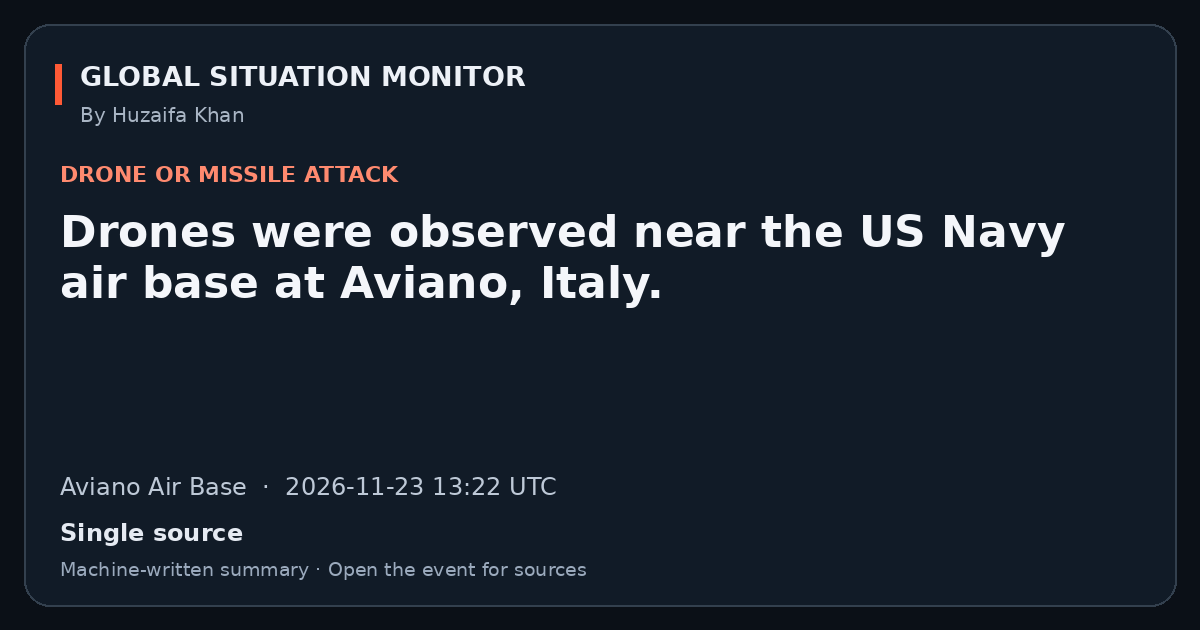 GLOBAL SITUATION MONITOR
By Huzaifa Khan
DRONE OR MISSILE ATTACK
Drones were observed near the US Navy
air base at Aviano, Italy.
Aviano Air Base · 2026-11-23 13:22 UTC
Single source
Machine-written summary · Open the event for sources